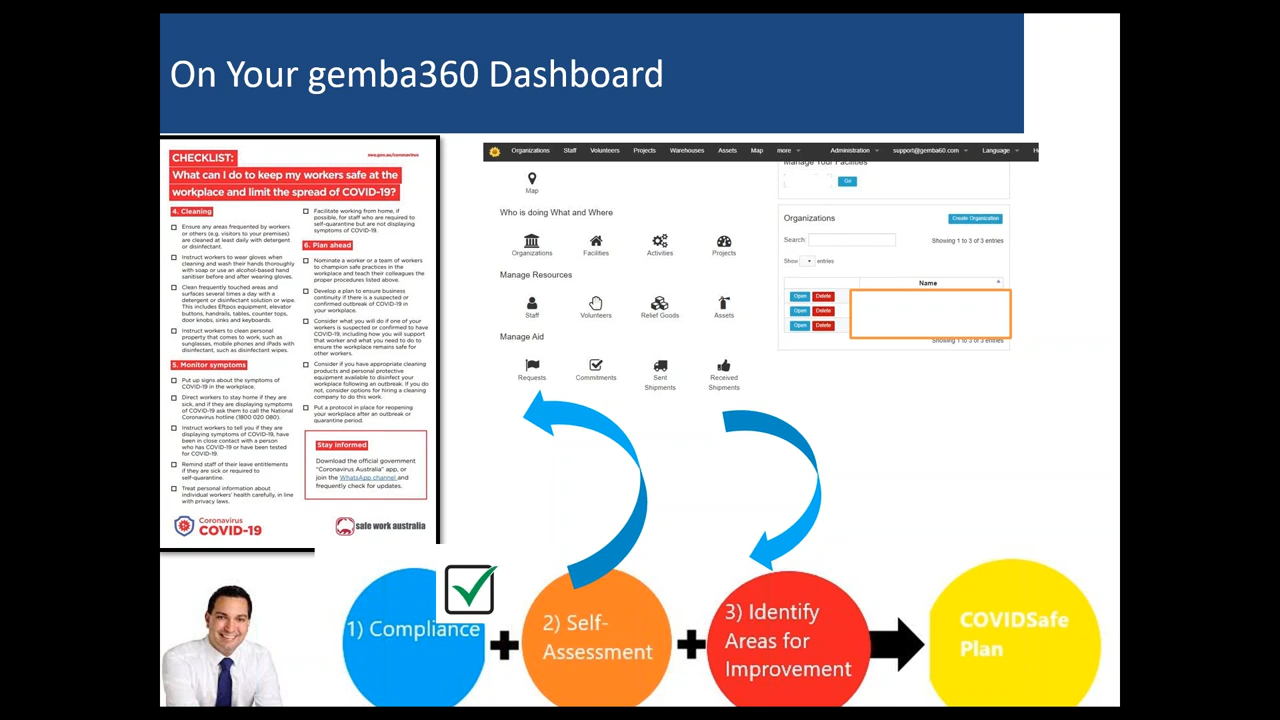 On Your gemba360 Dashboard
CHECKLIST:
What can I do to keep my workers safe at the
workplace and limit the spread of COVID-19?
4. Cleaning
Ensure any areas frequented by workers
or others (e.g. visitors to your premises)
are cleaned at least daily with detergent
or disinfectant.
Instruct workers to wear gloves when
cleaning and wash their hands thoroughly
with soap or use an alcohol-based hand
sanitiser before and after wearing gloves.
Clean frequently touched areas and
surfaces several times a day with a
detergent or disinfectant solution or wipe.
This includes Eftpos equipment, elevator
buttons, handrails, tables, counter tops,
door knobs, sinks and keyboards.
Instruct workers to clean personal
property that comes to work, such as
sunglasses, mobile phones and iPads with
disinfectant, such as disinfectant wipes.
5. Monitor symptoms
Put up signs about the symptoms of
COVID-19 in the workplace.
Direct workers to stay home if they are
sick, and if they are displaying symptoms
of COVID-19 ask them to call the National
Coronavirus hotline (1800 020 080).
Instruct workers to tell you if they are
displaying symptoms of COVID-19, have
been in close contact with a person
who has COVID-19 or have been tested
for COVID-19.
Remind staff of their leave entitlements
if they are sick or required to
self-quarantine.
Treat personal information about
individual workers' health carefully, in line
with privacy laws.
Facilitate working from home, if
possible, for staff who are required to
self-quarantine but are not displaying
symptoms of COVID-19.
6. Plan ahead
Nominate a worker or a team of workers
to champion safe practices in the
workplace and teach their colleagues the
proper procedures listed above.
Develop a plan to ensure business
continuity if there is a suspected or
confirmed outbreak of COVID-19 in
your workplace.
Consider what you will do if one of your
workers is suspected or confirmed to have
COVID-19, including how you will support
that worker and what you need to do to
ensure the workplace remains safe for
other workers.
Consider if you have appropriate cleaning
products and personal protective
equipment available to disinfect your
workplace following an outbreak. If you do
not, consider options for hiring a cleaning
company to do this work.
Put a protocol in place for reopening
your workplace after an outbreak or
quarantine period.
Stay informed
Download the official government
"Coronavirus Australia" app, or
join the WhatsApp channel and
frequently check for updates.
Coronavirus
COVID-19
safe work australia
Organizations Staff Volunteers Projects Warehouses Assets Map more Administration support@gemba60.com Language
Manage Your Facilities
Go
Map
Who is doing What and Where
Organizations Facilities Activities Projects
Manage Resources
Staff Volunteers Relief Goods Assets
Manage Aid
Requests Commitments Sent Shipments Received Shipments
Organizations
Create Organization
Search:
Showing 1 to 3 of 3 entries
Show entries
Name
Open Delete
Open Delete
Open Delete
Showing 1 to 3 of 3 entries
1) Compliance
2) Self-
Assessment
3) Identify
Areas for
Improvement
COVIDSafe
Plan